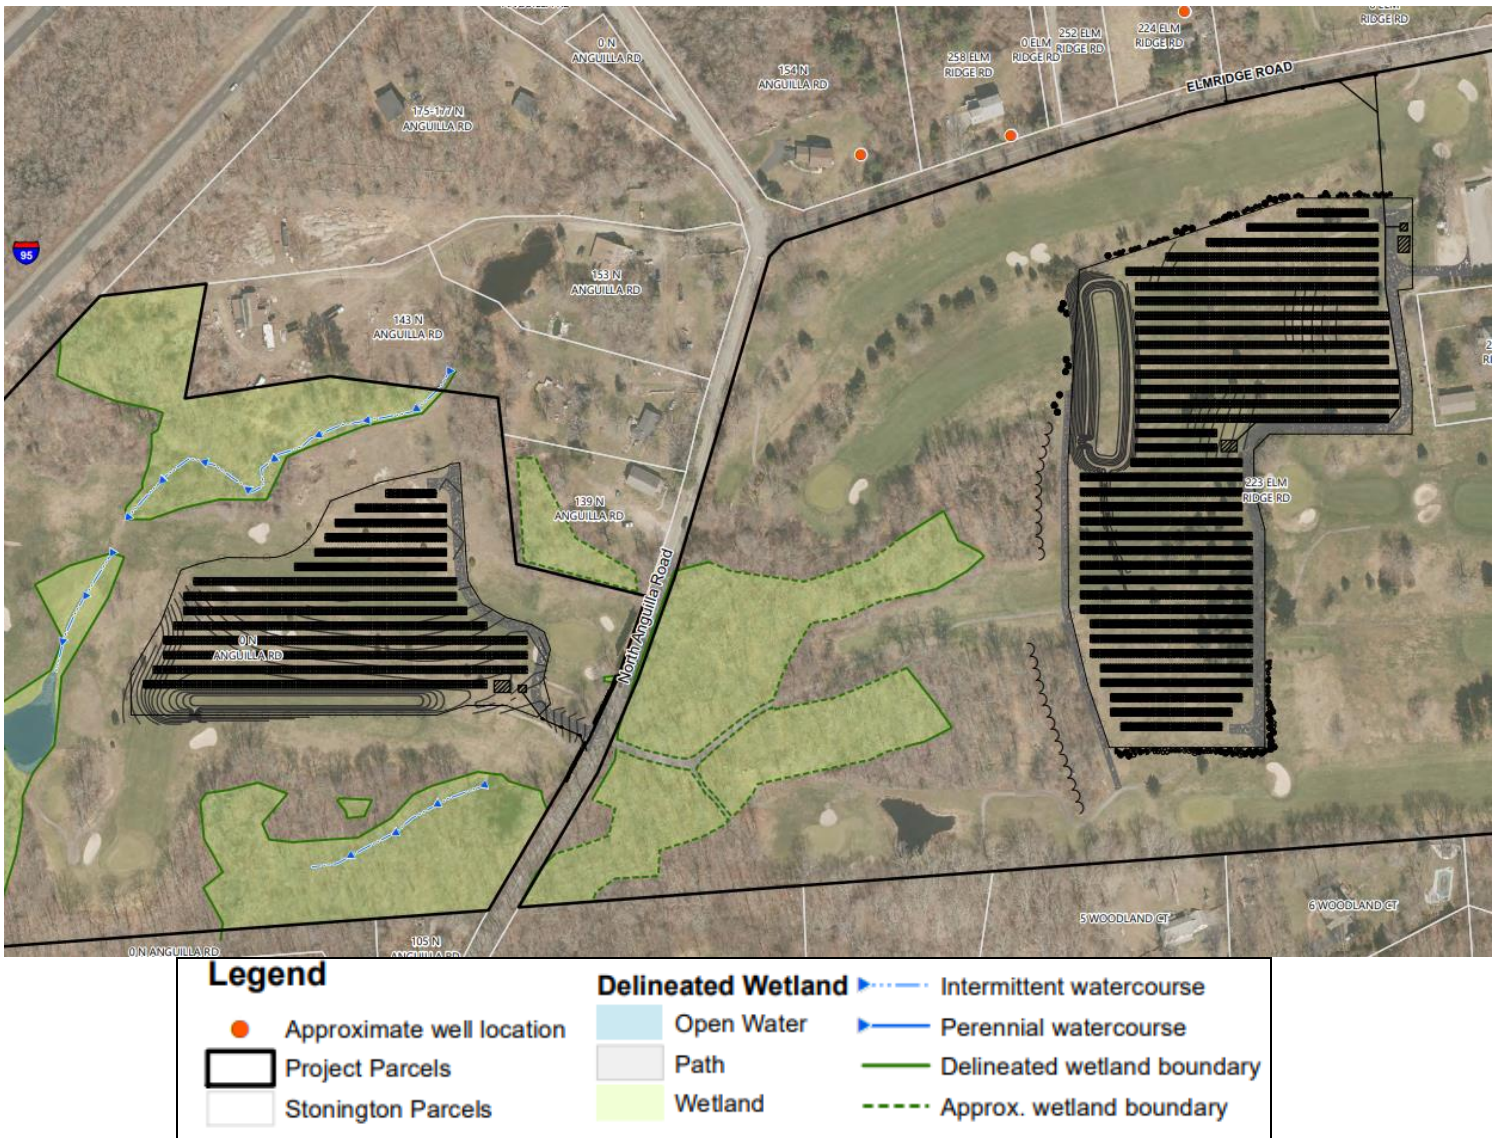 0 N
ANGUILLA RD
252 ELM
RIDGE RD
0 ELM
RIDGE RD
224 ELM
RIDGE RD
RIDGE RD
258 ELM
RIDGE RD
154 N
ANGUILLA RD
ELMRIDGE ROAD
175-177 N
ANGUILLA RD
95
153 N
ANGUILLA RD
143 N
ANGUILLA RD
223 ELM
RIDGE RD
139 N
ANGUILLA RD
North Anguilla Road
0 N
ANGUILLA RD
5 WOODLAND CT
6 WOODLAND CT
0 N ANGUILLA RD
105 N
ANGUILLA RD
Legend
Approximate well location
Project Parcels
Stonington Parcels
Delineated Wetland
Open Water
Path
Wetland
Intermittent watercourse
Perennial watercourse
Delineated wetland boundary
Approx. wetland boundary